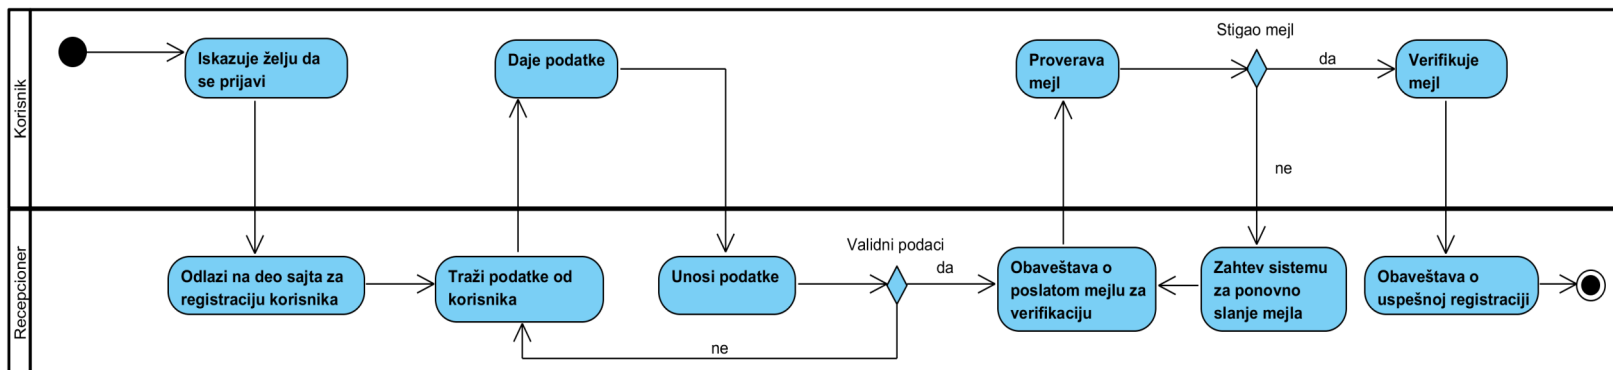 Korisnik
Iskazuje želju da
se prijavi
Daje podatke
Proverava
mejl
Stigao mejl
da
Verifikuje
mejl
ne
Recepcioner
Odlazi na deo sajta za
registraciju korisnika
Traži podatke od
korisnika
Unosi podatke
Validni podaci
da
ne
Obaveštava o
poslatom mejlu za
verifikaciju
Zahtev sistemu
za ponovno
slanje mejla
Obaveštava o
uspešnoj registraciji